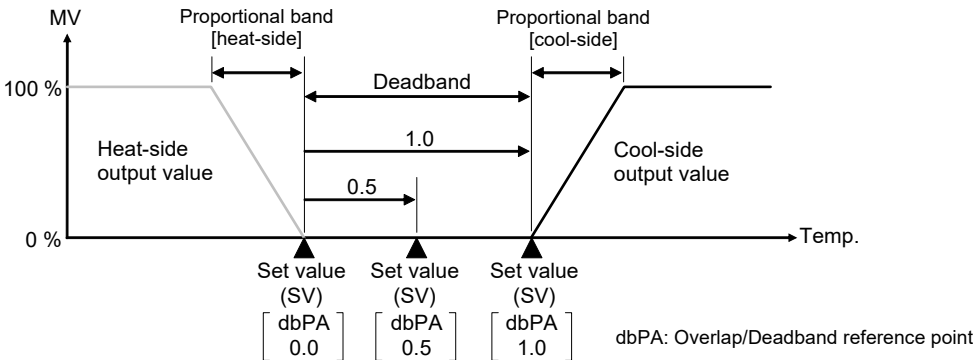 MV
Proportional band
[heat-side]
Proportional band
[cool-side]
100 %
Deadband
1.0
0.5
Heat-side
output value
Cool-side
output value
0 %
Temp.
Set value
(SV)
dbPA
0.0
Set value
(SV)
dbPA
0.5
Set value
(SV)
dbPA
1.0
dbPA: Overlap/Deadband reference point